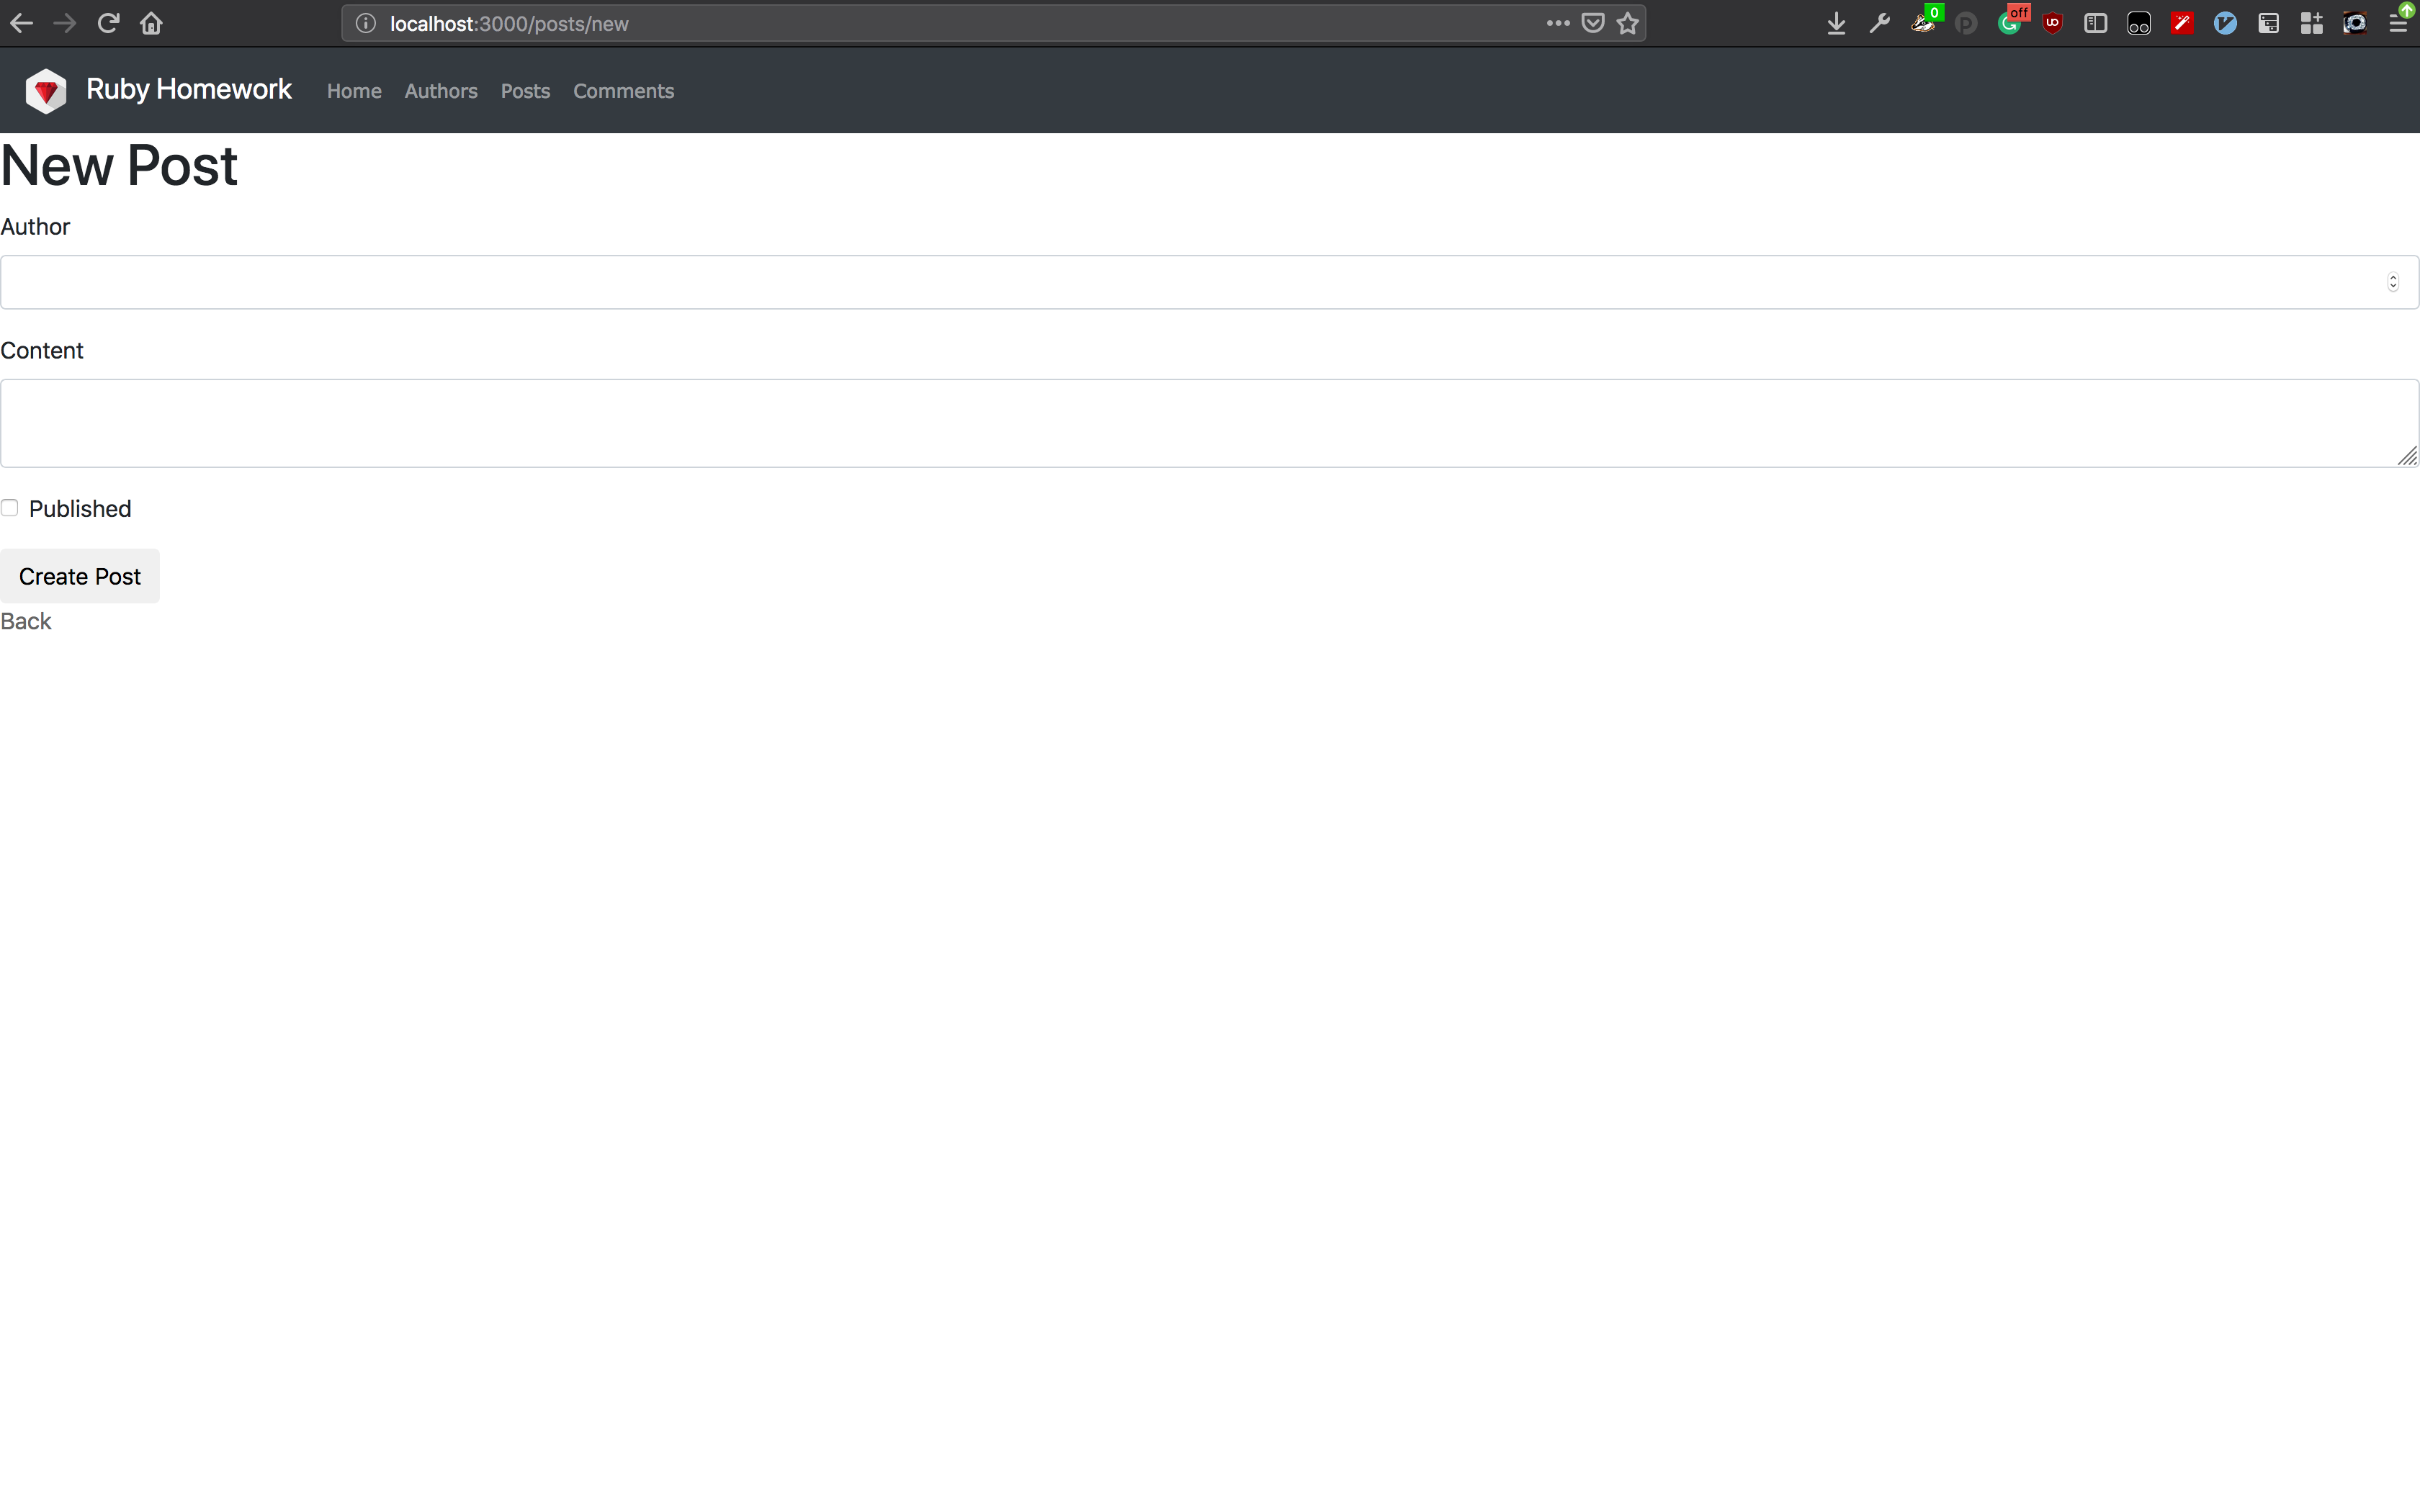 localhost:3000/posts/new
0
off
Ruby Homework Home Authors Posts Comments
New Post
Author
Content
Published
Create Post
Back